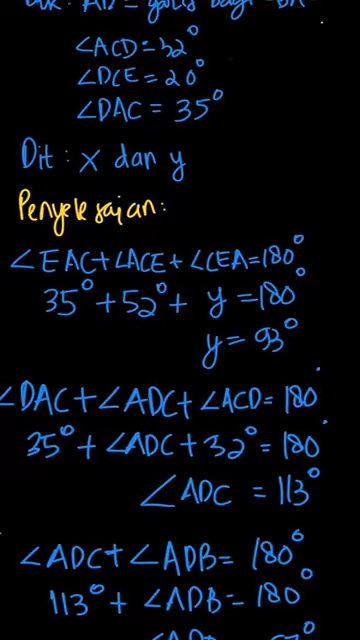 ∠ACD = 32°
∠DCE = 20°
∠DAC = 35°
Dit : x dan y
Penyelesaian:
∠EAC + ∠ACE + ∠CEA = 180°
35° + 52° + y = 180°
y = 93°
∠DAC + ∠ADC + ∠ACD = 180°
35° + ∠ADC + 32° = 180°
∠ADC = 113°
∠ADC + ∠ADB = 180°
113° + ∠ADB = 180°